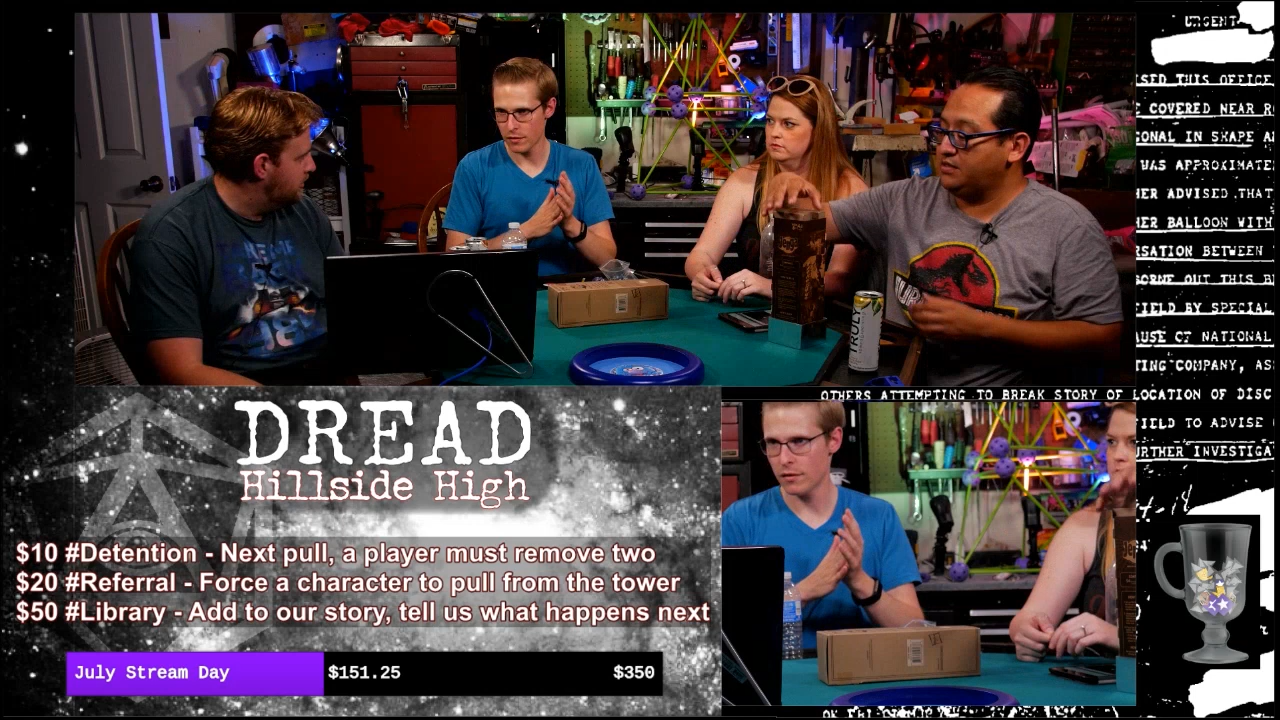 URGENT
SED THIS OFFICE
COVERED NEAR
ONAL IN SHAPE
WAS APPROXIMATE
HER ADVISED THAT
HER BALLOON WITH
RSATION BETWEEN
BORNE OUT THIS
FIELD BY SPECIAL
AUSE OF NATIONAL
TING COMPANY, AS
OTHERS ATTEMPTING TO BREAK STORY OF LOCATION OF DISC
FIELD TO ADVISE
URTHER INVESTIGA
TRULY
DREAD
Hillside High
$10 #Detention - Next pull, a player must remove two
$20 #Referral - Force a character to pull from the tower
$50 #Library - Add to our story, tell us what happens next
July Stream Day $151.25 $350